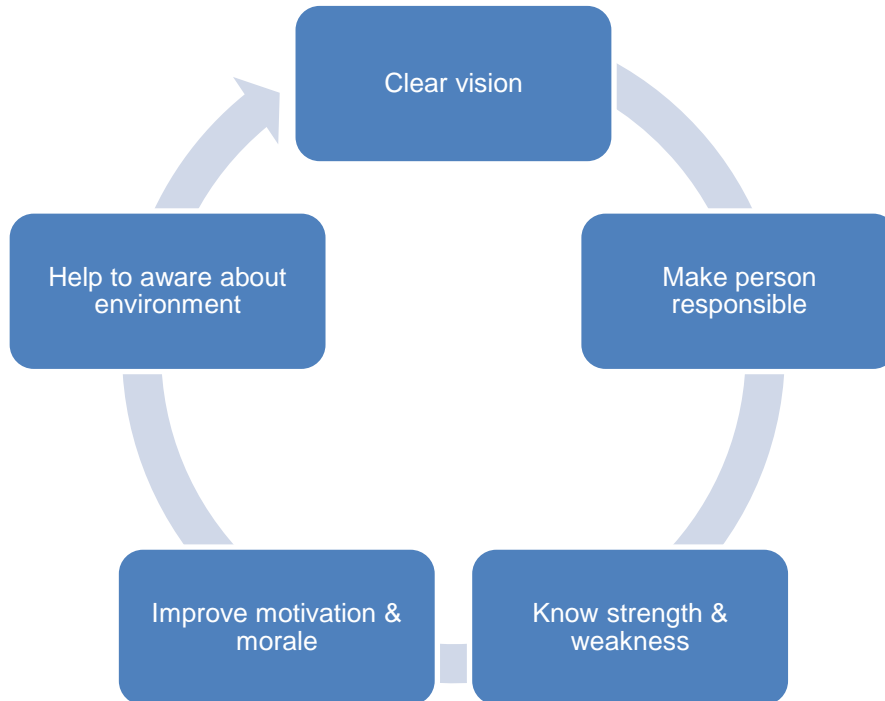 Clear vision
Make person
responsible
Know strength &
weakness
Improve motivation &
morale
Help to aware about
environment